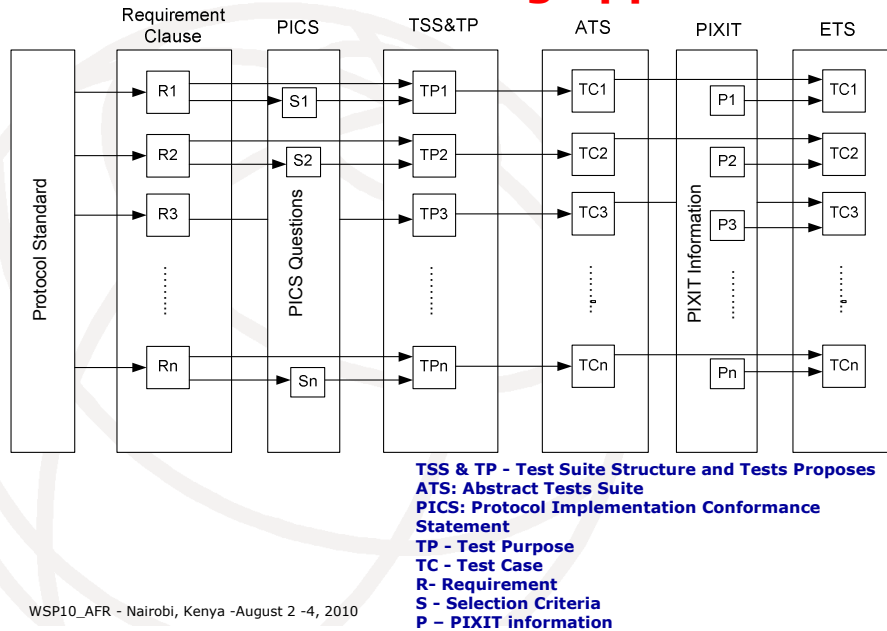 Requirement Clause
PICS
TSS&TP
ATS
PIXIT
ETS
Protocol Standard
R1
R2
R3
Rn
PICS Questions
S1
S2
Sn
TP1
TP2
TP3
TPn
TC1
TC2
TC3
TCn
PIXIT Information
P1
P2
P3
Pn
TC1
TC2
TC3
TCn
TSS & TP - Test Suite Structure and Tests Proposes
ATS: Abstract Tests Suite
PICS: Protocol Implementation Conformance
Statement
TP - Test Purpose
TC - Test Case
R- Requirement
S - Selection Criteria
P – PIXIT information
WSP10_AFR - Nairobi, Kenya -August 2 -4, 2010